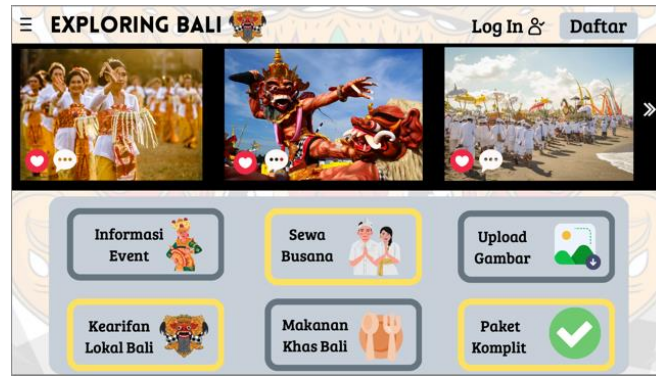 EXPLORING BALI
Log In
Daftar
Informasi
Event
Sewa
Busana
Upload
Gambar
Kearifan
Lokal Bali
Makanan
Khas Bali
Paket
Komplit